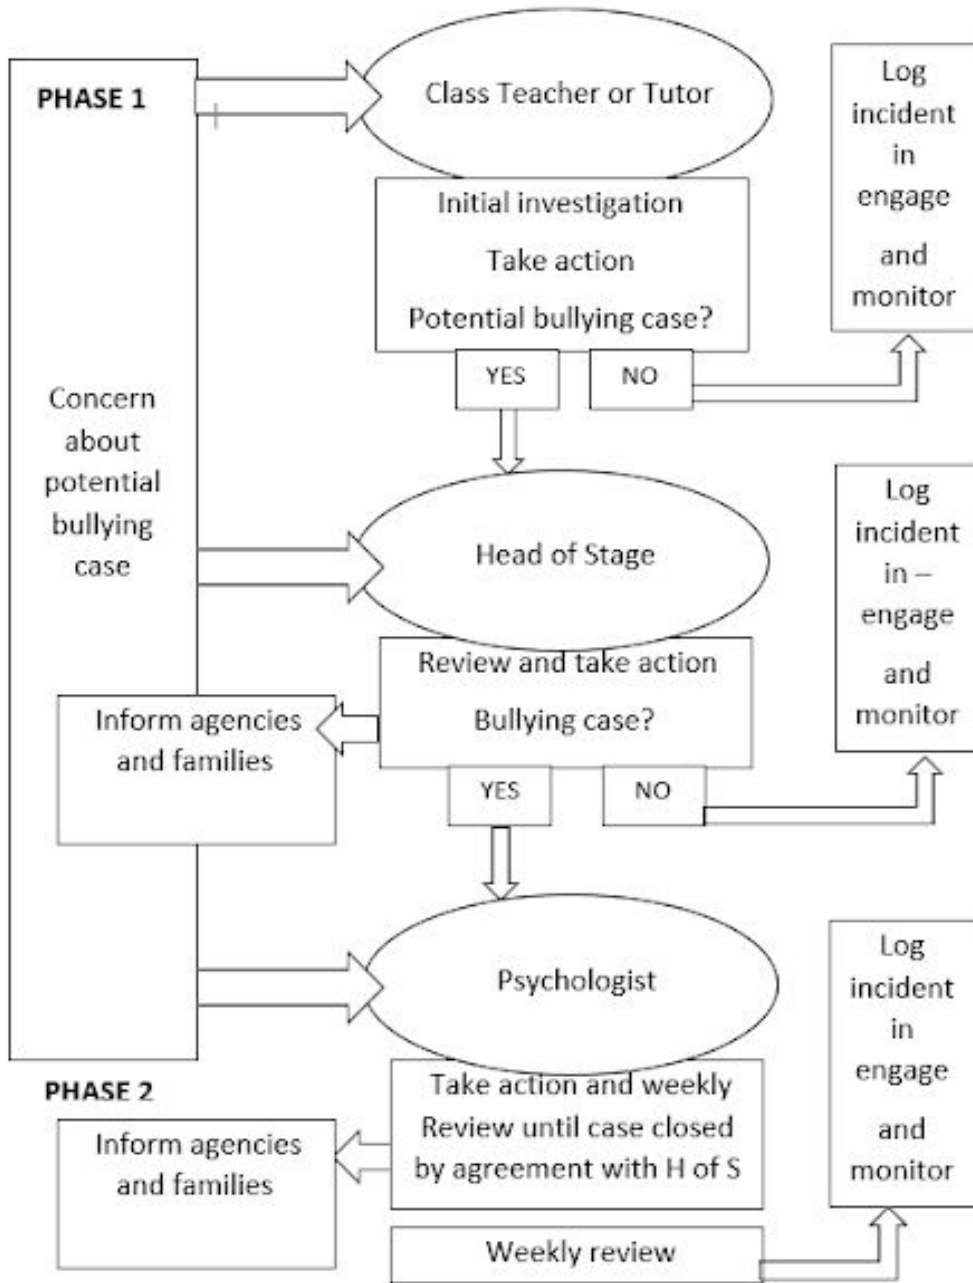 PHASE 1
Concern
about
potential
bullying
case
Class Teacher or Tutor
Initial investigation
Take action
Potential bullying case?
YES
NO
Log
incident
in
engage
and
monitor
Head of Stage
Review and take action
Bullying case?
YES
NO
Inform agencies
and families
Log
incident
in –
engage
and
monitor
Psychologist
PHASE 2
Take action and weekly
Review until case closed
by agreement with H of S
Inform agencies
and families
Weekly review
Log
incident
in
engage
and
monitor